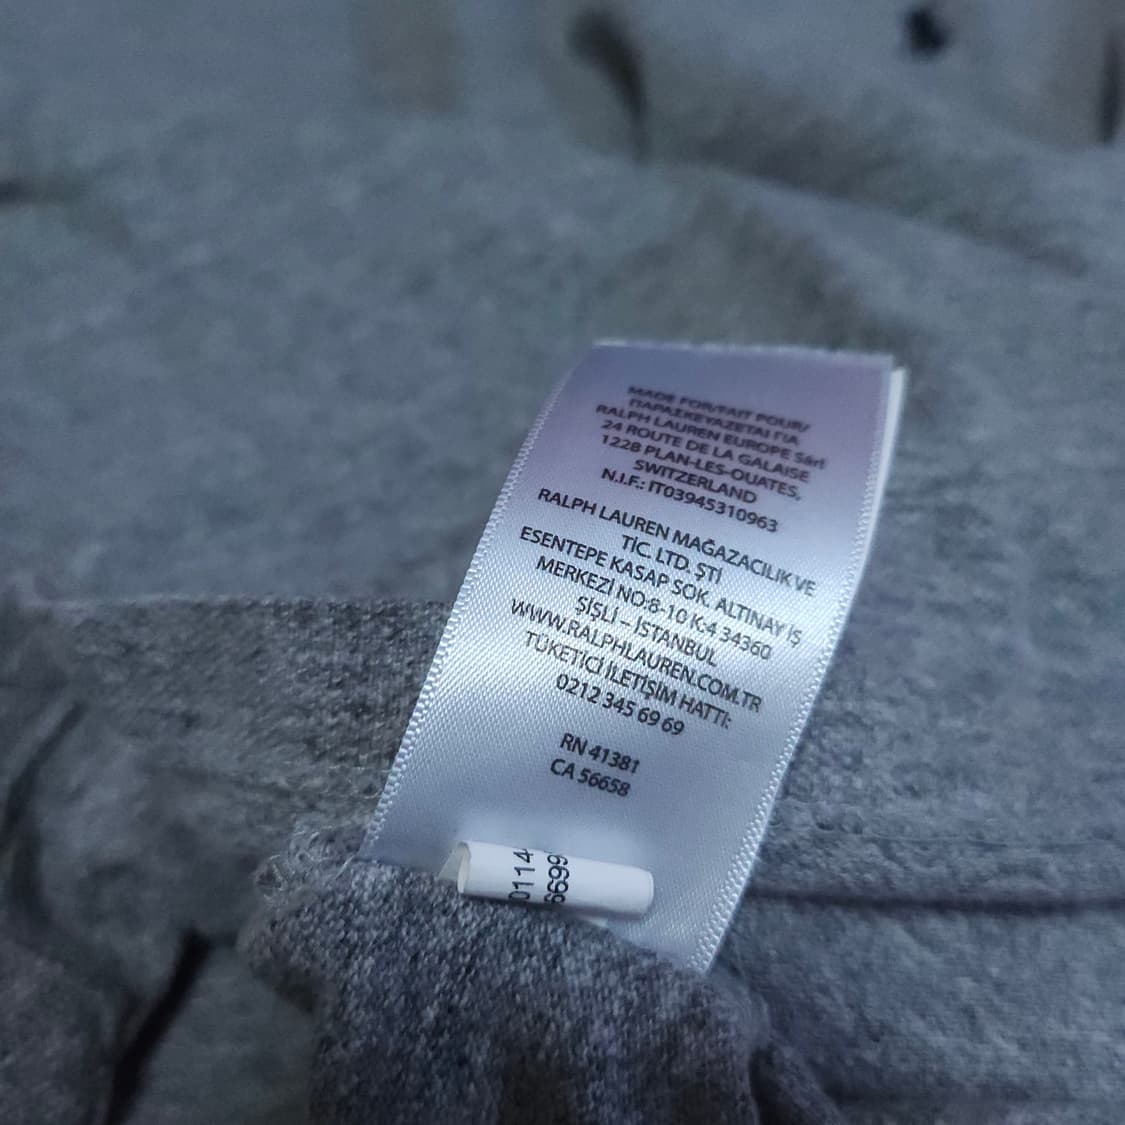 MADE FOR/FAIT POUR/
ΠΑΡΑΣΚΕΥΑΖΕΤΑΙ ΓΙΑ
RALPH LAUREN EUROPE Sàrl
24 ROUTE DE LA GALAISE
1228 PLAN-LES-OUATES,
SWITZERLAND
N.I.F.: IT03945310963
RALPH LAUREN MAĞAZACILIK VE
TİC. LTD. ŞTİ
ESENTEPE KASAP SOK. ALTINAY İŞ
MERKEZİ NO:8-10 K:4 34360
ŞİŞLİ – İSTANBUL
WWW.RALPHLAUREN.COM.TR
TÜKETİCİ İLETİŞİM HATTI:
0212 345 69 69
RN 41381
CA 56658
0114
6699